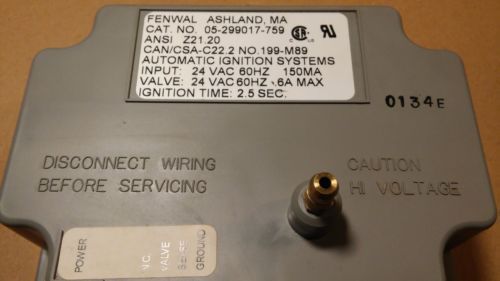 FENWAL ASHLAND, MA
CAT. NO. 05-299017-759
ANSI Z21.20
CAN/CSA-C22.2 NO.199-M89
AUTOMATIC IGNITION SYSTEMS
INPUT: 24 VAC 60HZ 150MA
VALVE: 24 VAC 60HZ .6A MAX
IGNITION TIME: 2.5 SEC.
0134E
DISCONNECT WIRING
BEFORE SERVICING
CAUTION
HI VOLTAGE
POWER
N.C.
VALVE
SENSE
GROUND